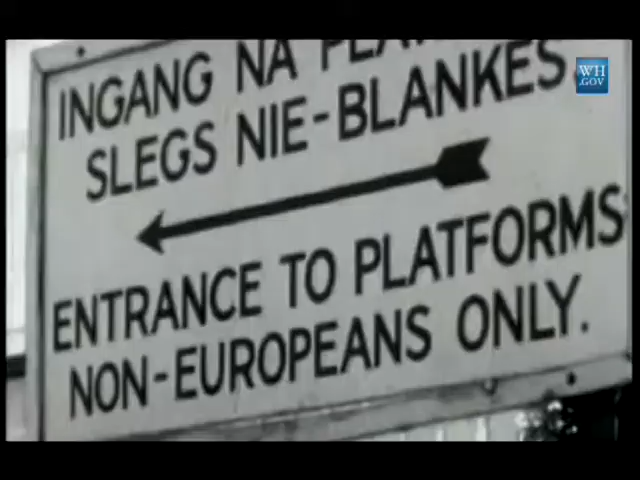 WH
.GOV
INGANG NA
SLEGS NIE-BLANKES.
ENTRANCE TO PLATFORMS
NON-EUROPEANS ONLY.